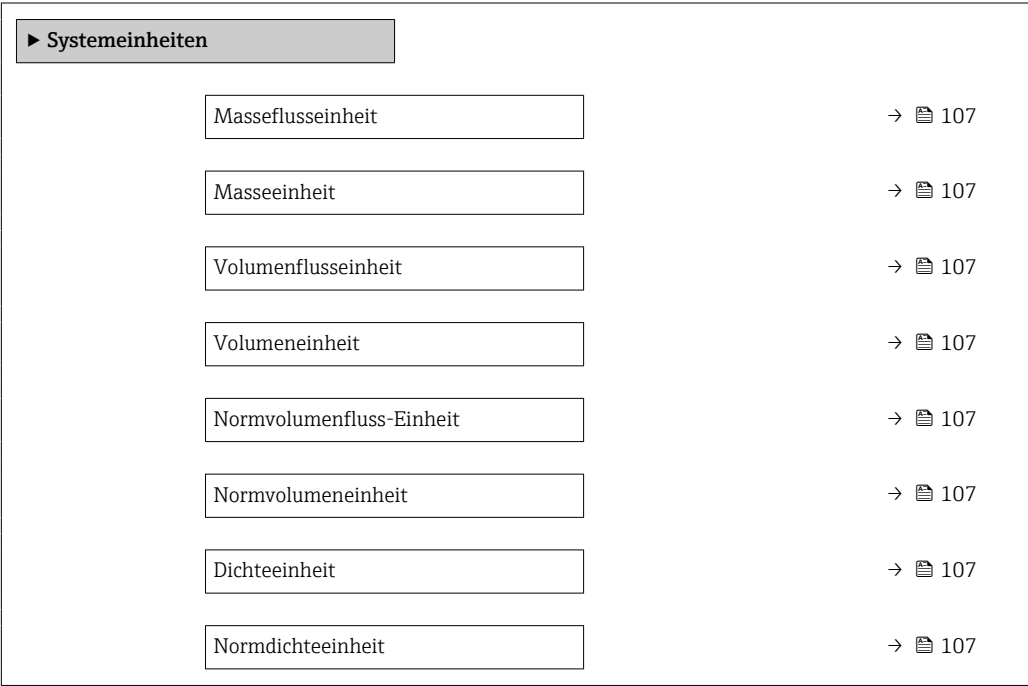 ▶ Systemeinheiten
Masseflusseinheit → 107
Masseeinheit → 107
Volumenflusseinheit → 107
Volumeneinheit → 107
Normvolumenfluss-Einheit → 107
Normvolumeneinheit → 107
Dichteeinheit → 107
Normdichteeinheit → 107